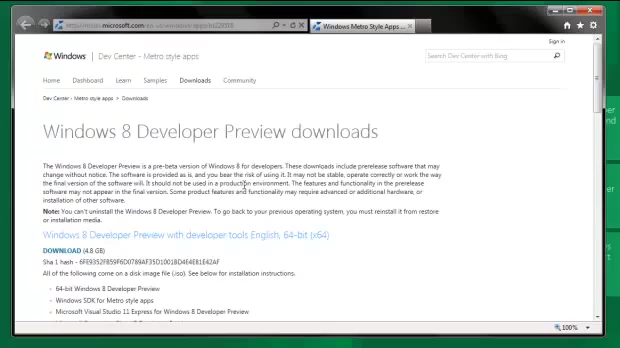 microsoft.com
Windows Metro Style Apps ...
Sign in
Windows | Dev Center - Metro style apps
Search Dev Center with Bing
Home Dashboard Learn Samples Downloads Community
Dev Center - Metro style apps > Downloads
Windows 8 Developer Preview downloads
The Windows 8 Developer Preview is a pre-beta version of Windows 8 for developers. These downloads include prerelease software that may
change without notice. The software is provided as is, and you bear the risk of using it. It may not be stable, operate correctly or work the way
the final version of the software will. It should not be used in a production environment. The features and functionality in the prerelease
software may not appear in the final version. Some product features and functionality may require advanced or additional hardware, or
installation of other software.
Note: You can't uninstall the Windows 8 Developer Preview. To go back to your previous operating system, you must reinstall it from restore
or installation media.
Windows 8 Developer Preview with developer tools English, 64-bit (x64)
DOWNLOAD (4.8 GB)
Sha 1 hash - 6FE9352FB59F6D0789AF35D1001BD4E4E81E42AF
All of the following come on a disk image file (.iso). See below for installation instructions.
64-bit Windows 8 Developer Preview
Windows SDK for Metro style apps
Microsoft Visual Studio 11 Express for Windows Developer Preview
100%